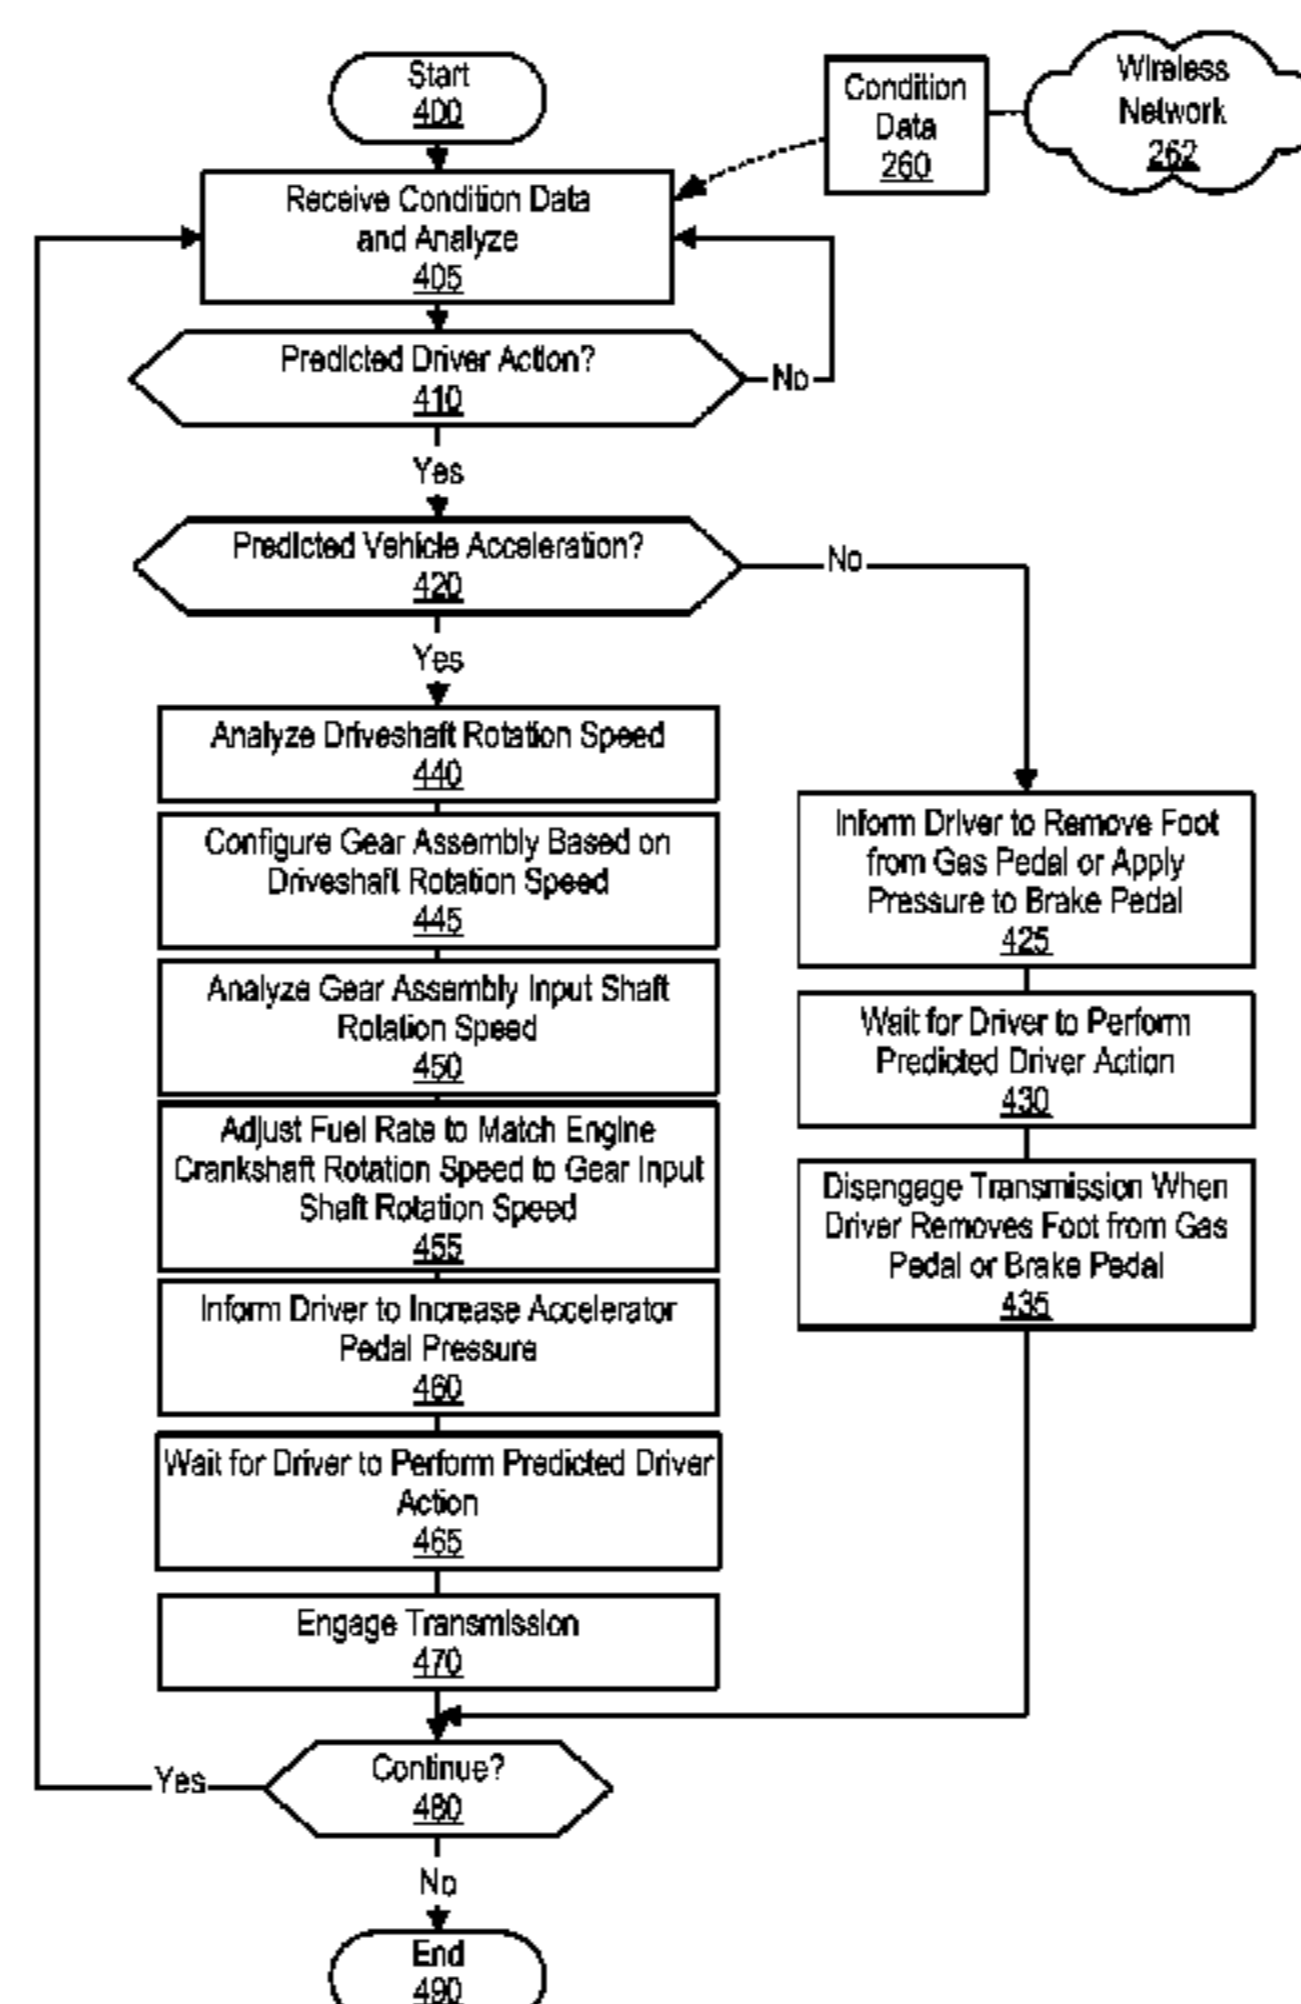 Start
400
Condition
Data
260
Wireless
Network
262
Receive Condition Data
and Analyze
405
Predicted Driver Action?
410
No
Yes
Predicted Vehicle Acceleration?
420
No
Yes
Analyze Driveshaft Rotation Speed
440
Configure Gear Assembly Based on
Driveshaft Rotation Speed
445
Analyze Gear Assembly Input Shaft
Rotation Speed
450
Adjust Fuel Rate to Match Engine
Crankshaft Rotation Speed to Gear Input
Shaft Rotation Speed
455
Inform Driver to Increase Accelerator
Pedal Pressure
460
Wait for Driver to Perform Predicted Driver
Action
465
Engage Transmission
470
Inform Driver to Remove Foot
from Gas Pedal or Apply
Pressure to Brake Pedal
425
Wait for Driver to Perform
Predicted Driver Action
430
Disengage Transmission When
Driver Removes Foot from Gas
Pedal or Brake Pedal
435
Continue?
480
Yes
No
End
490